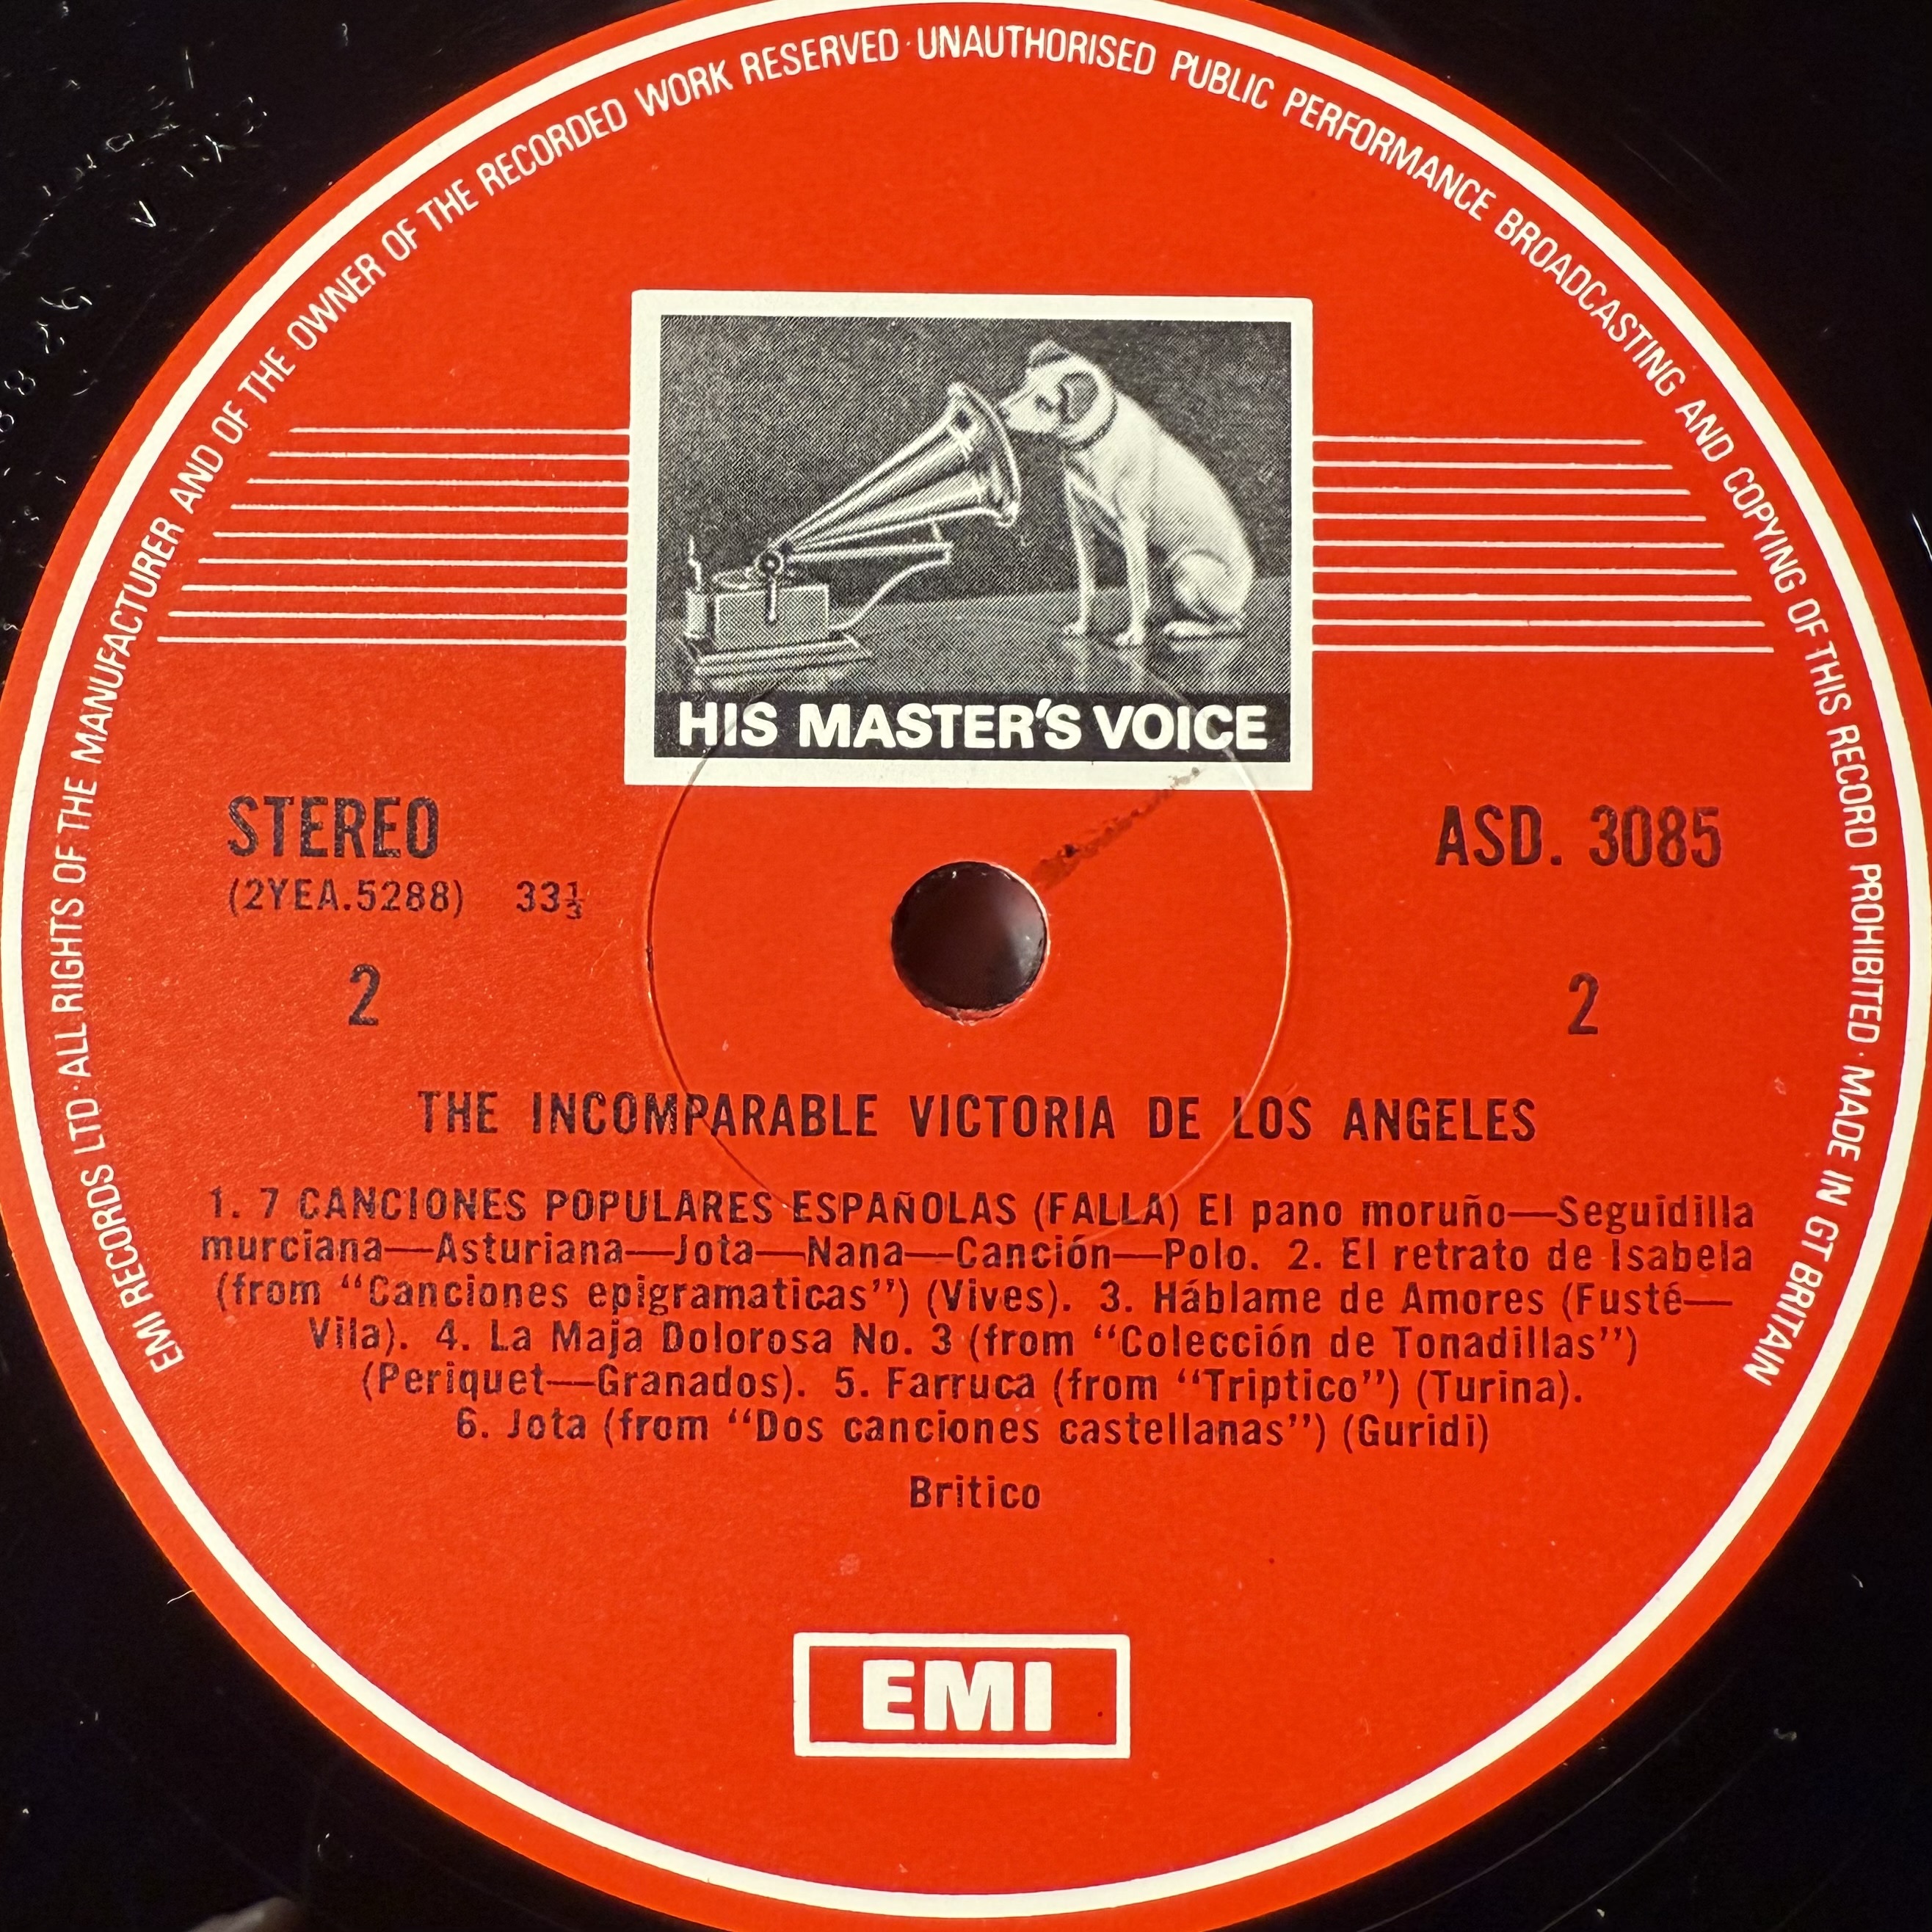 EMI RECORDS LTD · ALL RIGHTS OF THE MANUFACTURER AND OF THE OWNER OF THE RECORDED WORK RESERVED · UNAUTHORISED PUBLIC PERFORMANCE BROADCASTING AND COPYING OF THIS RECORD PROHIBITED · MADE IN GT BRITAIN
HIS MASTER'S VOICE
STEREO
(2YEA.5288) 33⅓
2
ASD. 3085
2
THE INCOMPARABLE VICTORIA DE LOS ANGELES
1. 7 CANCIONES POPULARES ESPAÑOLAS (FALLA) El pano moruño—Seguidilla
murciana—Asturiana—Jota—Nana—Canción—Polo. 2. El retrato de Isabela
(from “Canciones epigramaticas”) (Vives). 3. Háblame de Amores (Fusté—
Vila). 4. La Maja Dolorosa No. 3 (from “Colección de Tonadillas”)
(Periquet—Granados). 5. Farruca (from “Triptico”) (Turina).
6. Jota (from “Dos canciones castellanas”) (Guridi)
Britico
EMI